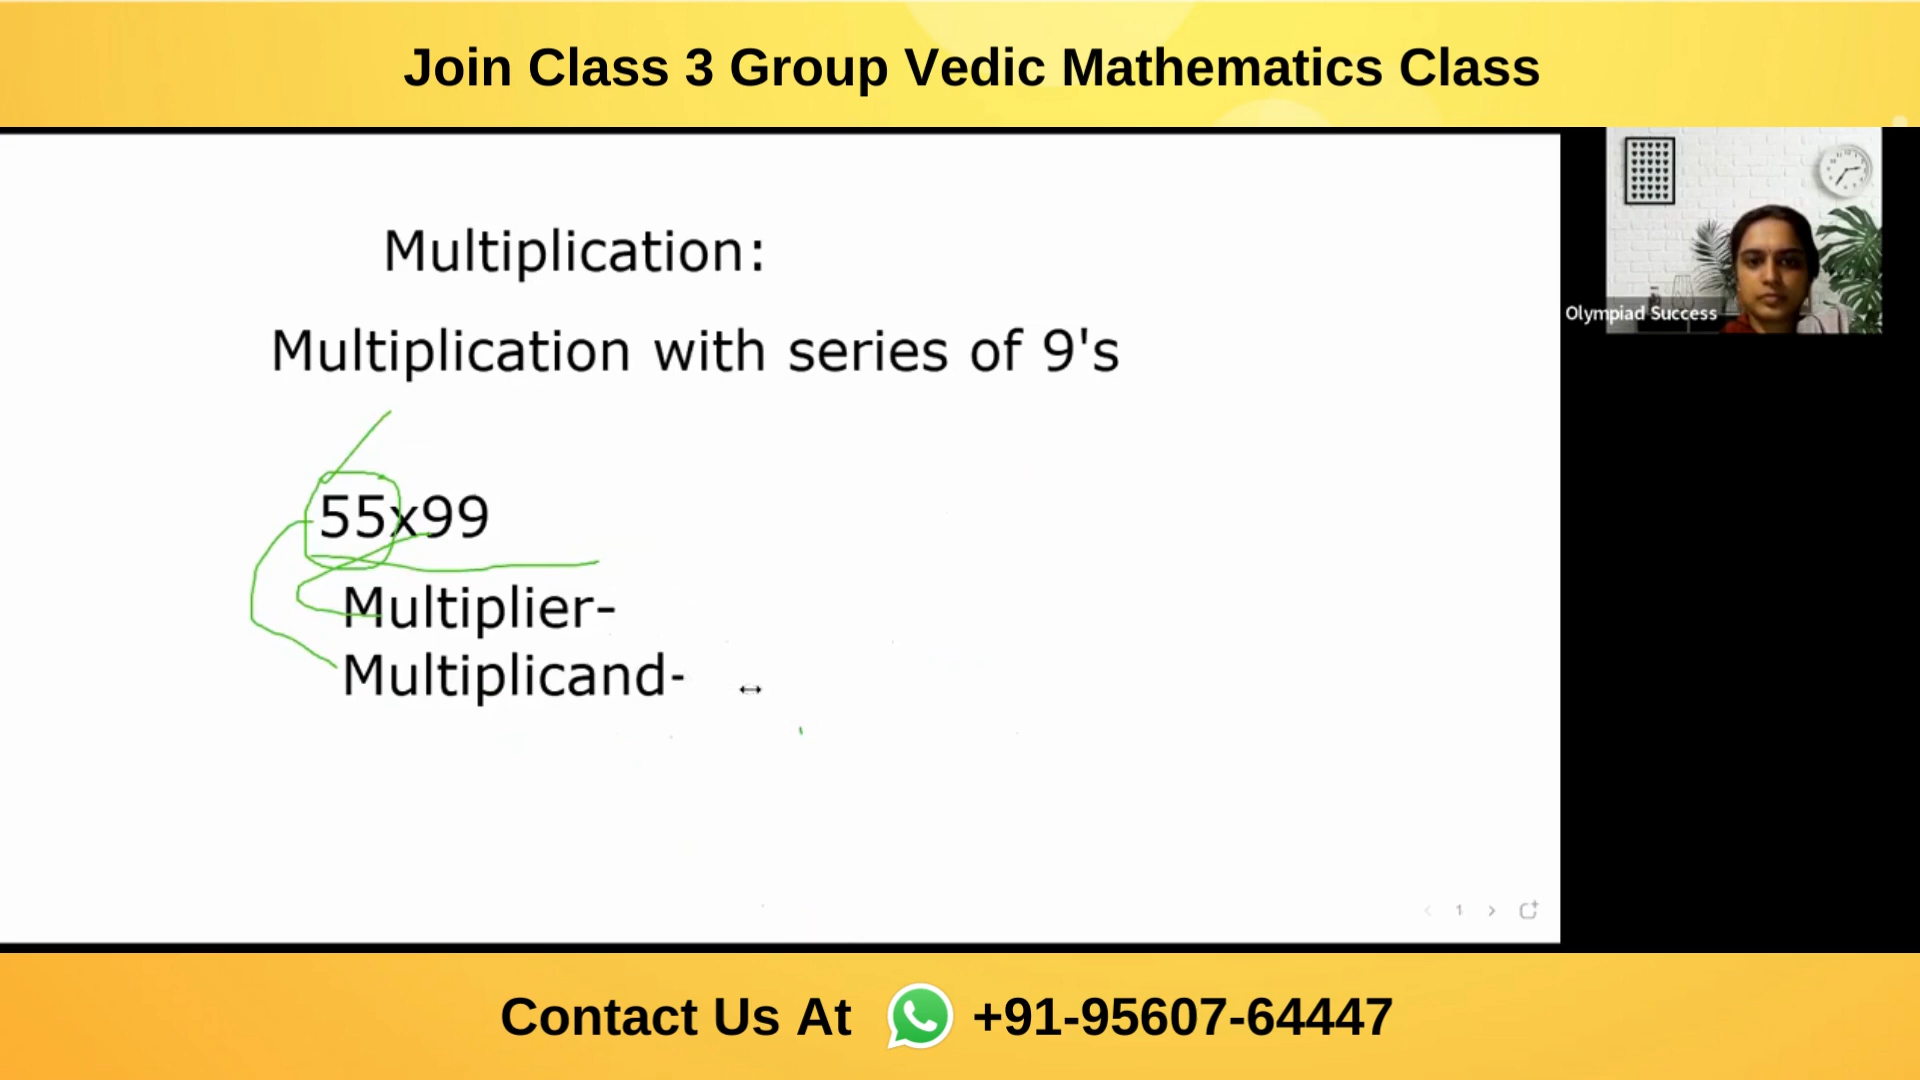 Join Class 3 Group Vedic Mathematics Class
Multiplication:
Multiplication with series of 9's
55x99
Multiplier-
Multiplicand-
Olympiad Success
1
Contact Us At +91-95607-64447